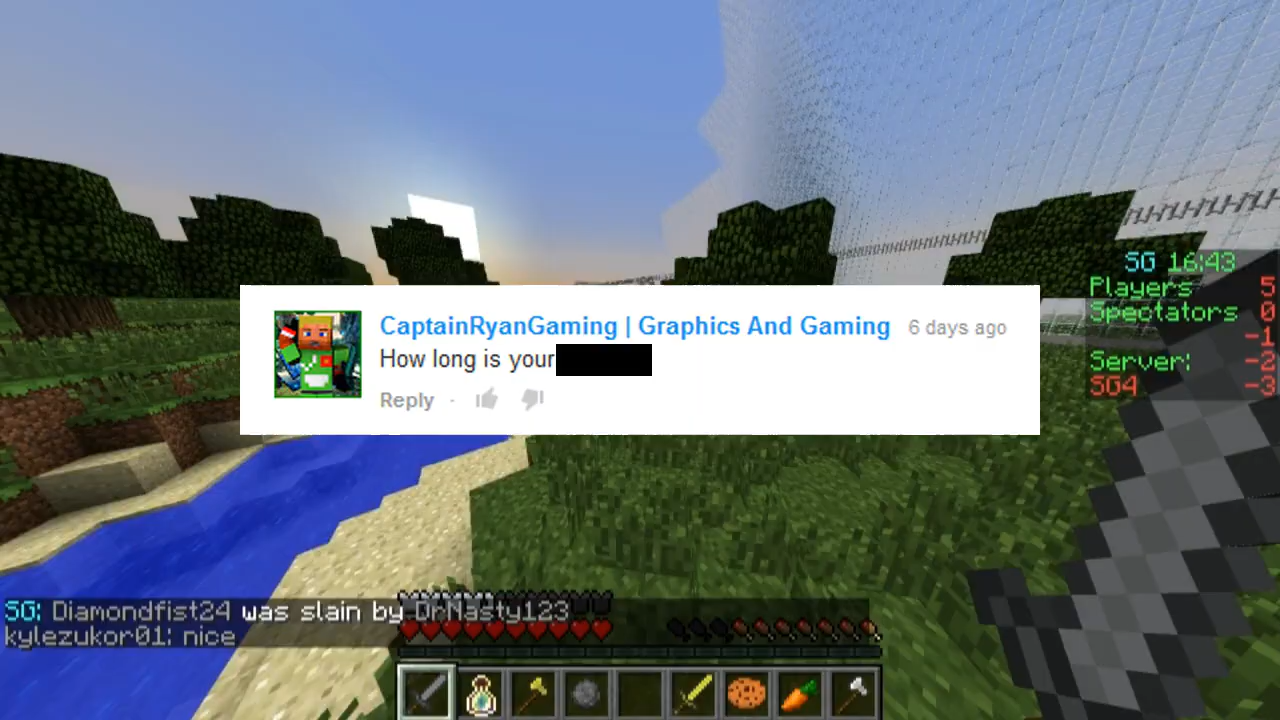 SG 16:43
Players 5
Spectators 0
-1
Server: -2
SG4 -3
CaptainRyanGaming | Graphics And Gaming 6 days ago
How long is your
Reply ·
SG: Diamondfist24 was slain by DrNasty123
kylezukor01: nice